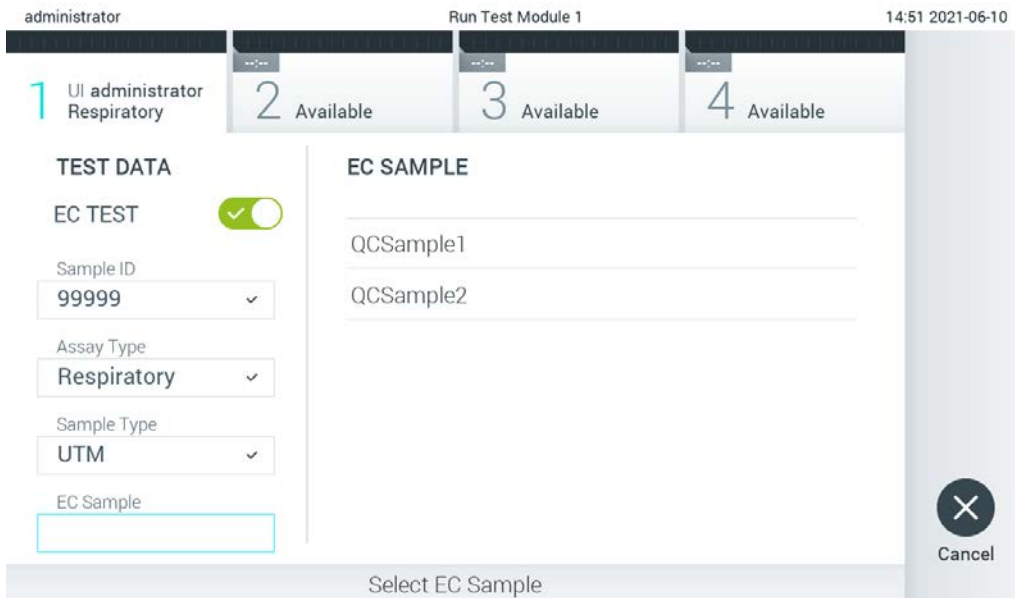 administrator Run Test Module 1 14:51 2021-06-10
1 UI administrator
Respiratory
--:-- 2 Available
--:-- 3 Available
--:-- 4 Available
TEST DATA
EC TEST
Sample ID
99999
Assay Type
Respiratory
Sample Type
UTM
EC Sample
EC SAMPLE
QCSample1
QCSample2
Cancel
Select EC Sample